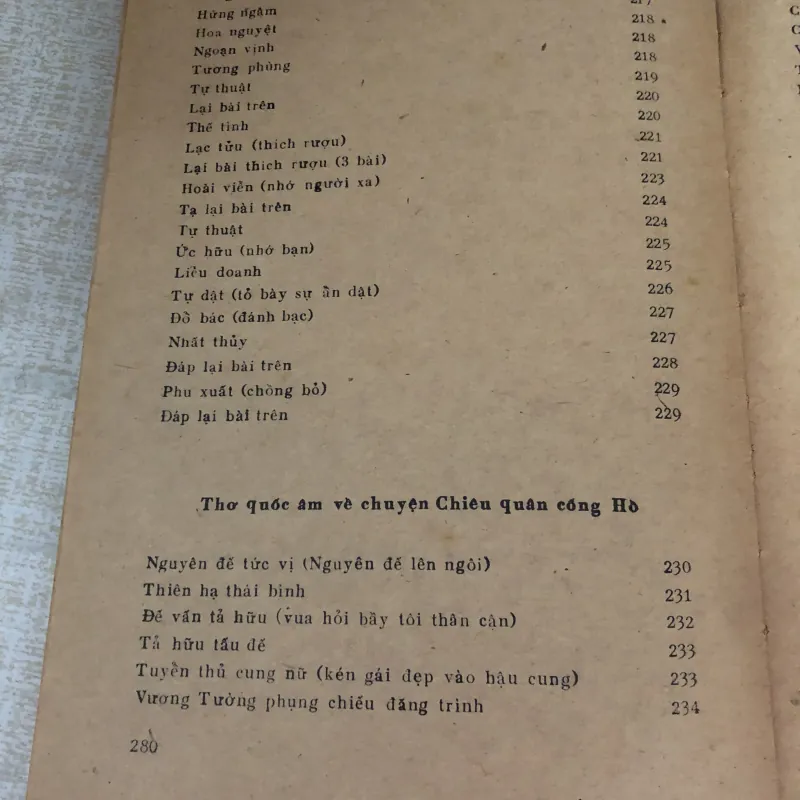 217
Hứng ngâm 218
Hoa nguyệt 218
Ngoạn vịnh 218
Tương phùng 219
Tự thuật 220
Lại bài trên 220
Thế tình 221
Lạc tửu (thích rượu) 221
Lại bài thích rượu (3 bài) 223
Hoài viễn (nhớ người xa) 224
Tạ lại bài trên 224
Tự thuật 225
Ức hữu (nhớ bạn) 225
Liễu doanh 226
Tự dật (tỏ bày sự ẩn dật) 227
Đồ bác (đánh bạc) 227
Nhất thủy 228
Đáp lại bài trên 229
Phu xuất (chồng bỏ) 229
Đáp lại bài trên
Thơ quốc âm về chuyện Chiêu quân cống Hồ
Nguyên đế tức vị (Nguyên đế lên ngôi) 230
Thiên hạ thái bình 231
Đế vấn tả hữu (vua hỏi bầy tôi thân cận) 232
Tả hữu tấu đế 233
Tuyển thủ cung nữ (kén gái đẹp vào hậu cung) 233
Vương Tường phụng chiếu đăng trình 234
280